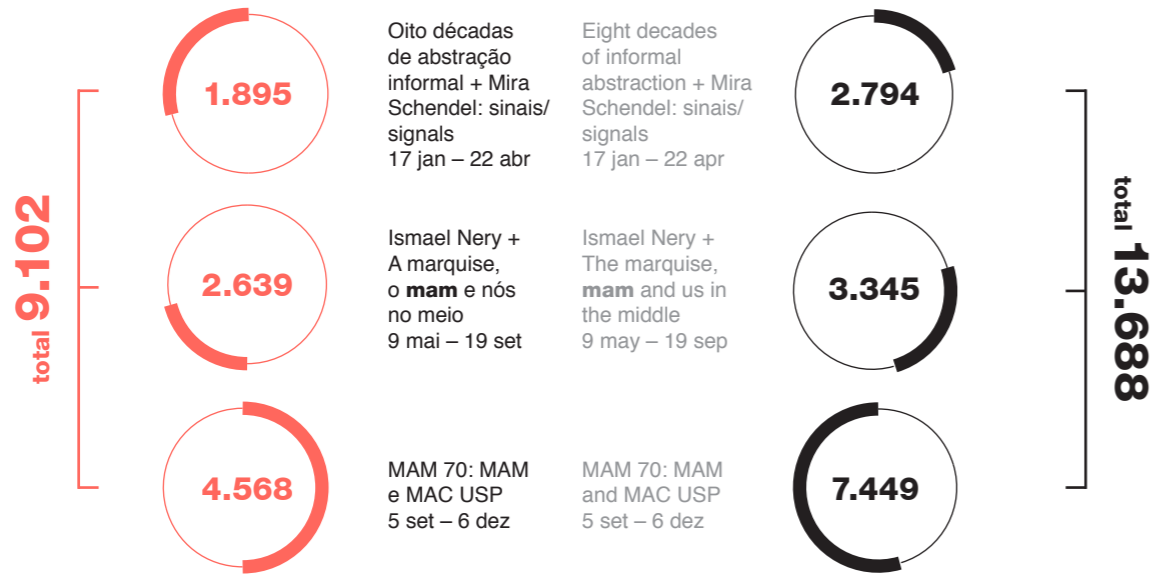 total 9.102
1.895
Oito décadas
de abstração
informal + Mira
Schendel: sinais/
signals
17 jan – 22 abr
Eight decades
of informal
abstraction + Mira
Schendel: sinais/
signals
17 jan – 22 apr
2.794
2.639
Ismael Nery +
A marquise,
o mam e nós
no meio
9 mai – 19 set
Ismael Nery +
The marquise,
mam and us in
the middle
9 may – 19 sep
3.345
4.568
MAM 70: MAM
e MAC USP
5 set – 6 dez
MAM 70: MAM
and MAC USP
5 set – 6 dez
7.449
total 13.688